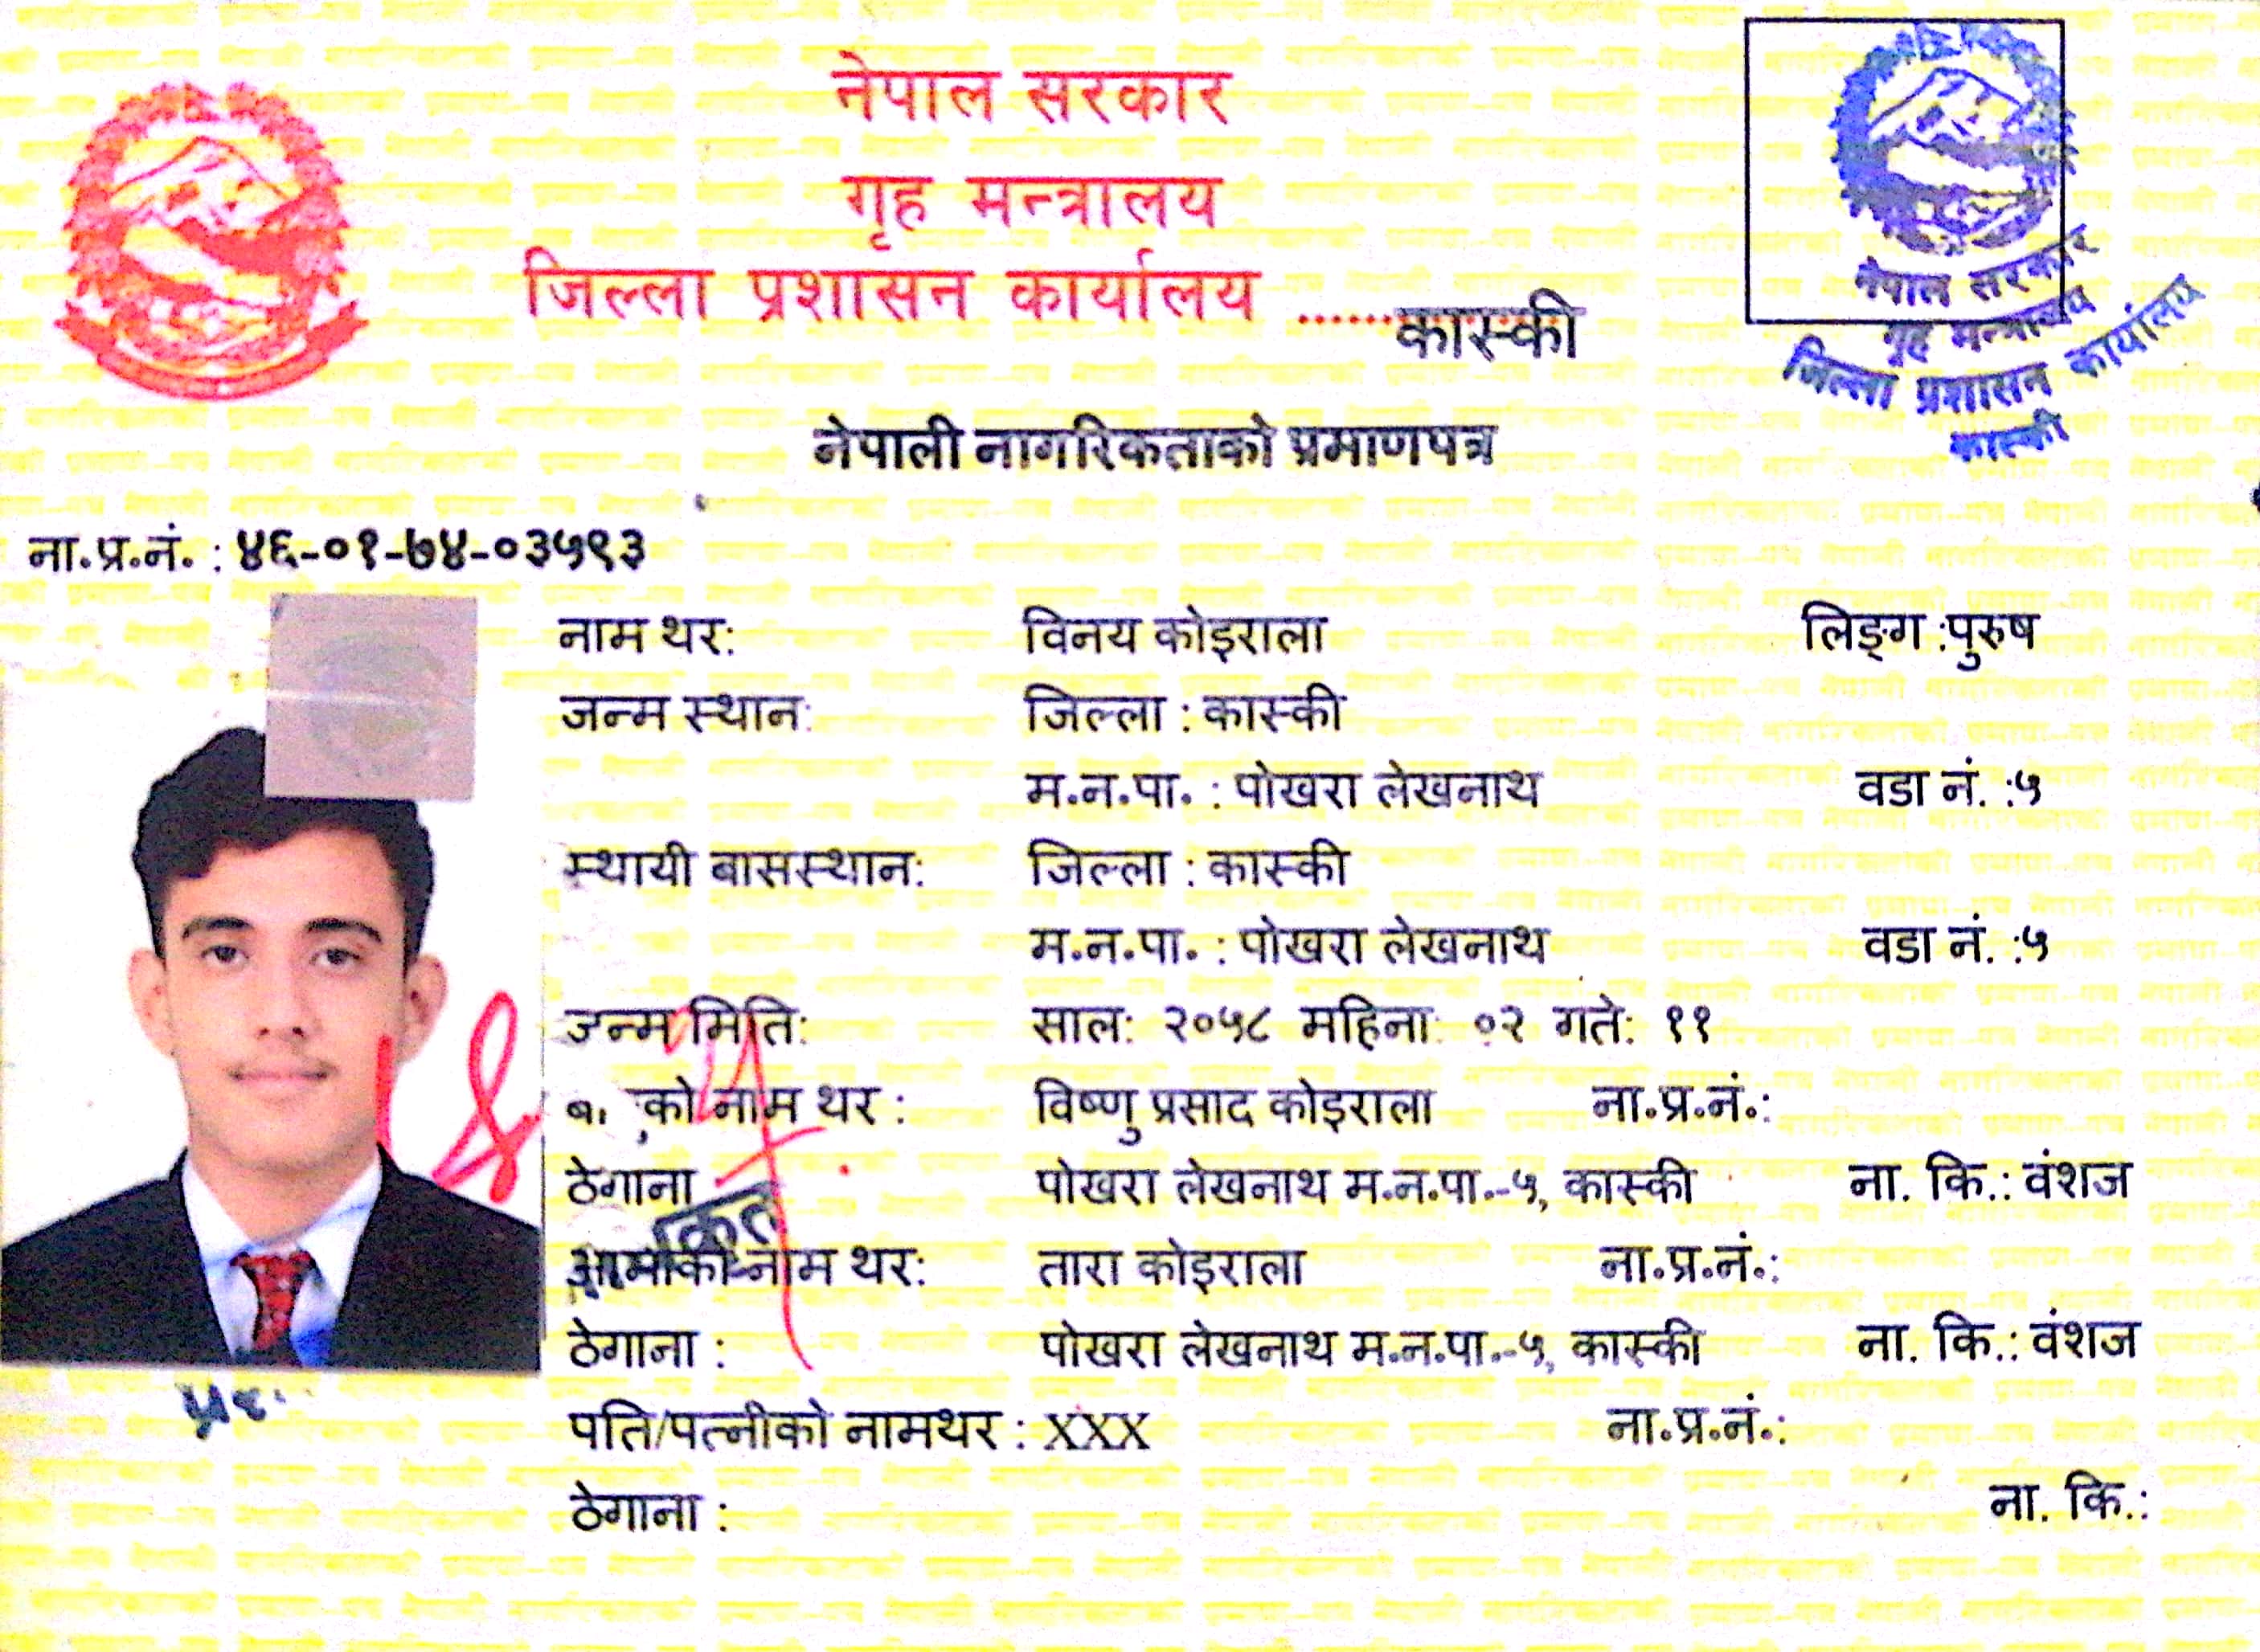 नेपाल सरकार
गृह मन्त्रालय
जिल्ला प्रशासन कार्यालय ......कास्की
नेपाल सरकार
गृह मन्त्रालय
जिल्ला प्रशासन कार्यालय
कास्की
नेपाली नागरिकताको प्रमाणपत्र
ना.प्र.नं. : ४६-०१-७४-०३५९३
नाम थर: विनय कोइराला लिङ्ग :पुरुष
जन्म स्थान: जिल्ला : कास्की
म.न.पा. : पोखरा लेखनाथ वडा नं. :५
स्थायी बासस्थान: जिल्ला : कास्की
म.न.पा. : पोखरा लेखनाथ वडा नं. :५
जन्म मिति: साल: २०५८ महिना: ०२ गते: ११
को नाम थर : विष्णु प्रसाद कोइराला ना.प्र.नं.:
ठेगाना पोखरा लेखनाथ म.न.पा.-५, कास्की ना. कि.: वंशज
आमाको नाम थर: तारा कोइराला ना.प्र.नं.:
ठेगाना : पोखरा लेखनाथ म.न.पा.-५, कास्की ना. कि.: वंशज
पति/पत्नीको नामथर : XXX ना.प्र.नं.:
ठेगाना : ना. कि.: